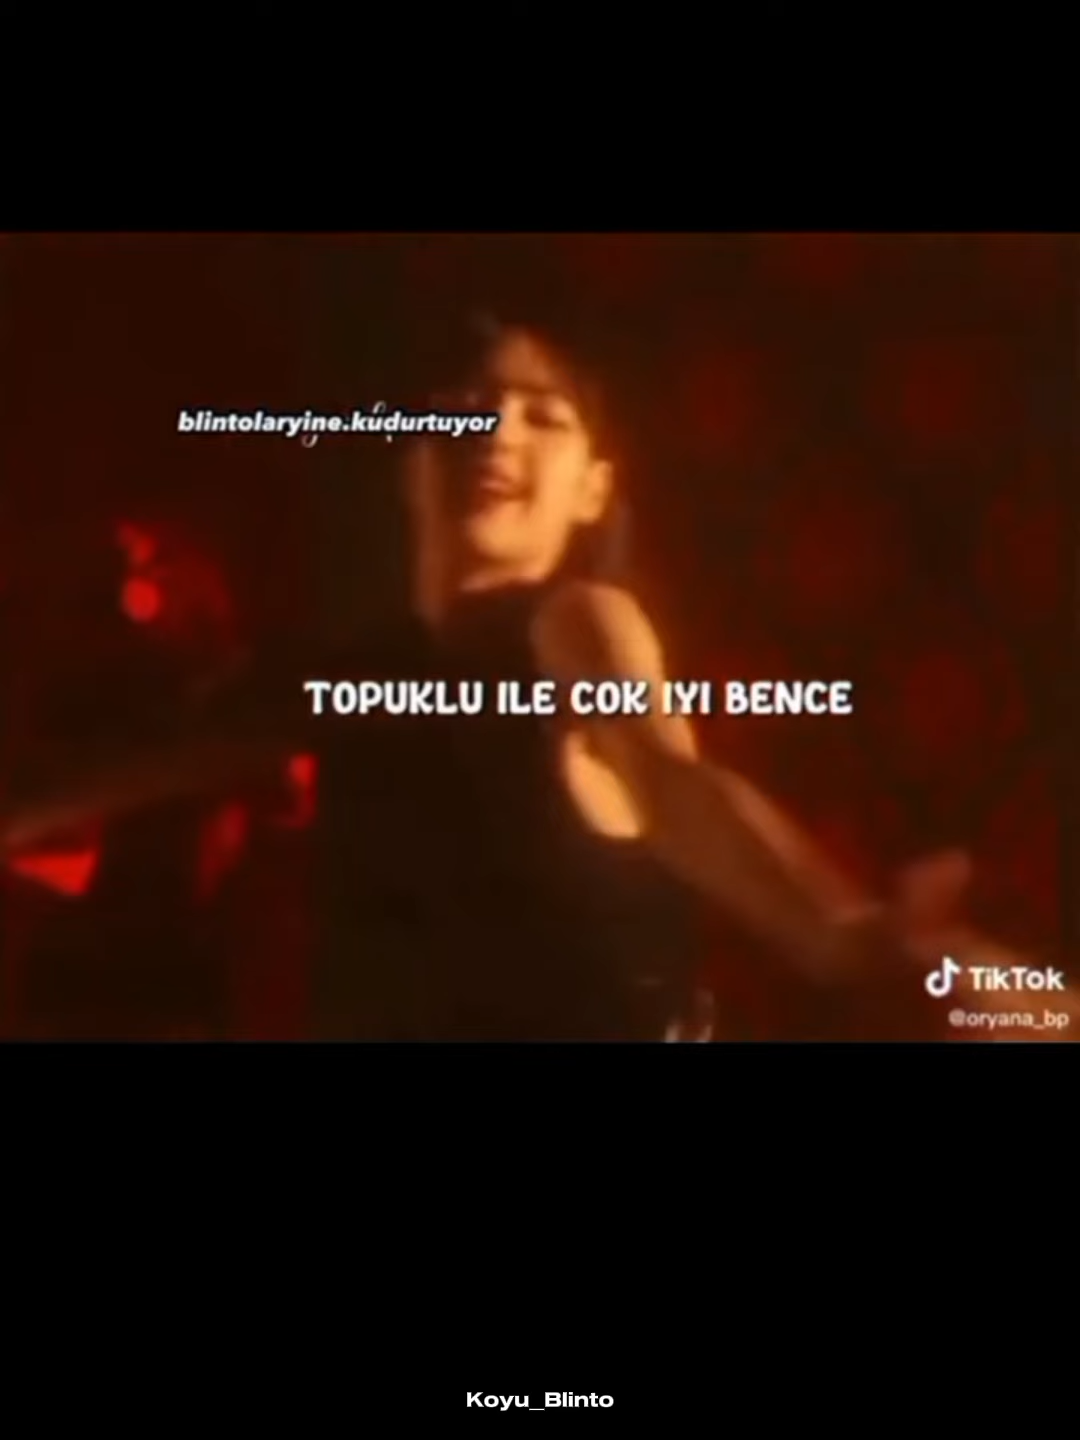 blintolaryine.kudurtuyor
TOPUKLU ILE COK IYI BENCE
TikTok
@oryana_bp
Koyu_Blinto